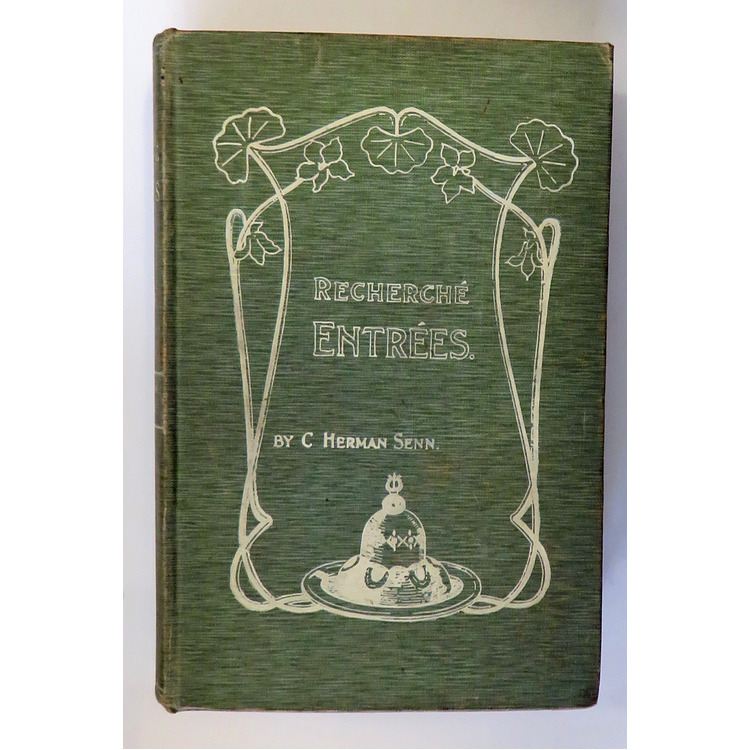 RECHERCHÉ
ENTRÉES.
BY C HERMAN SENN.